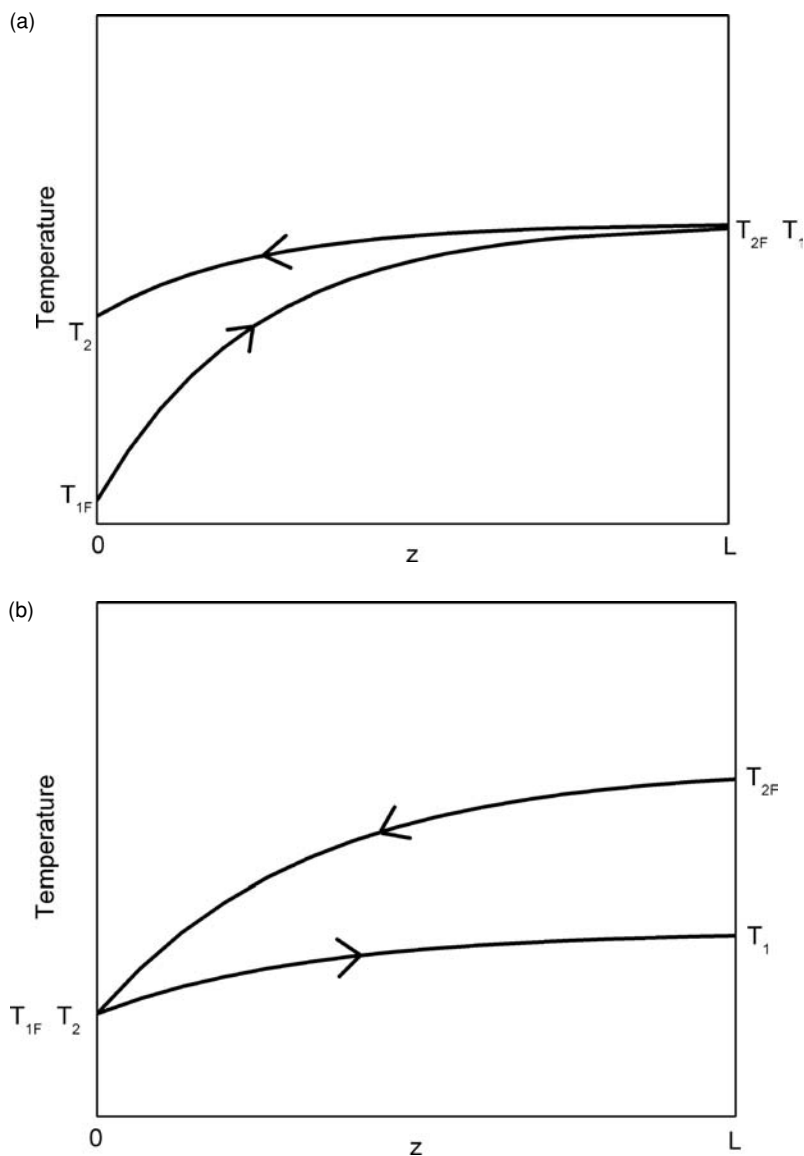 (a)
Temperature
T₂F T₁
T₂
T₁F
0 z L
(b)
Temperature
T₂F
T₁
T₁F T₂
0 z L